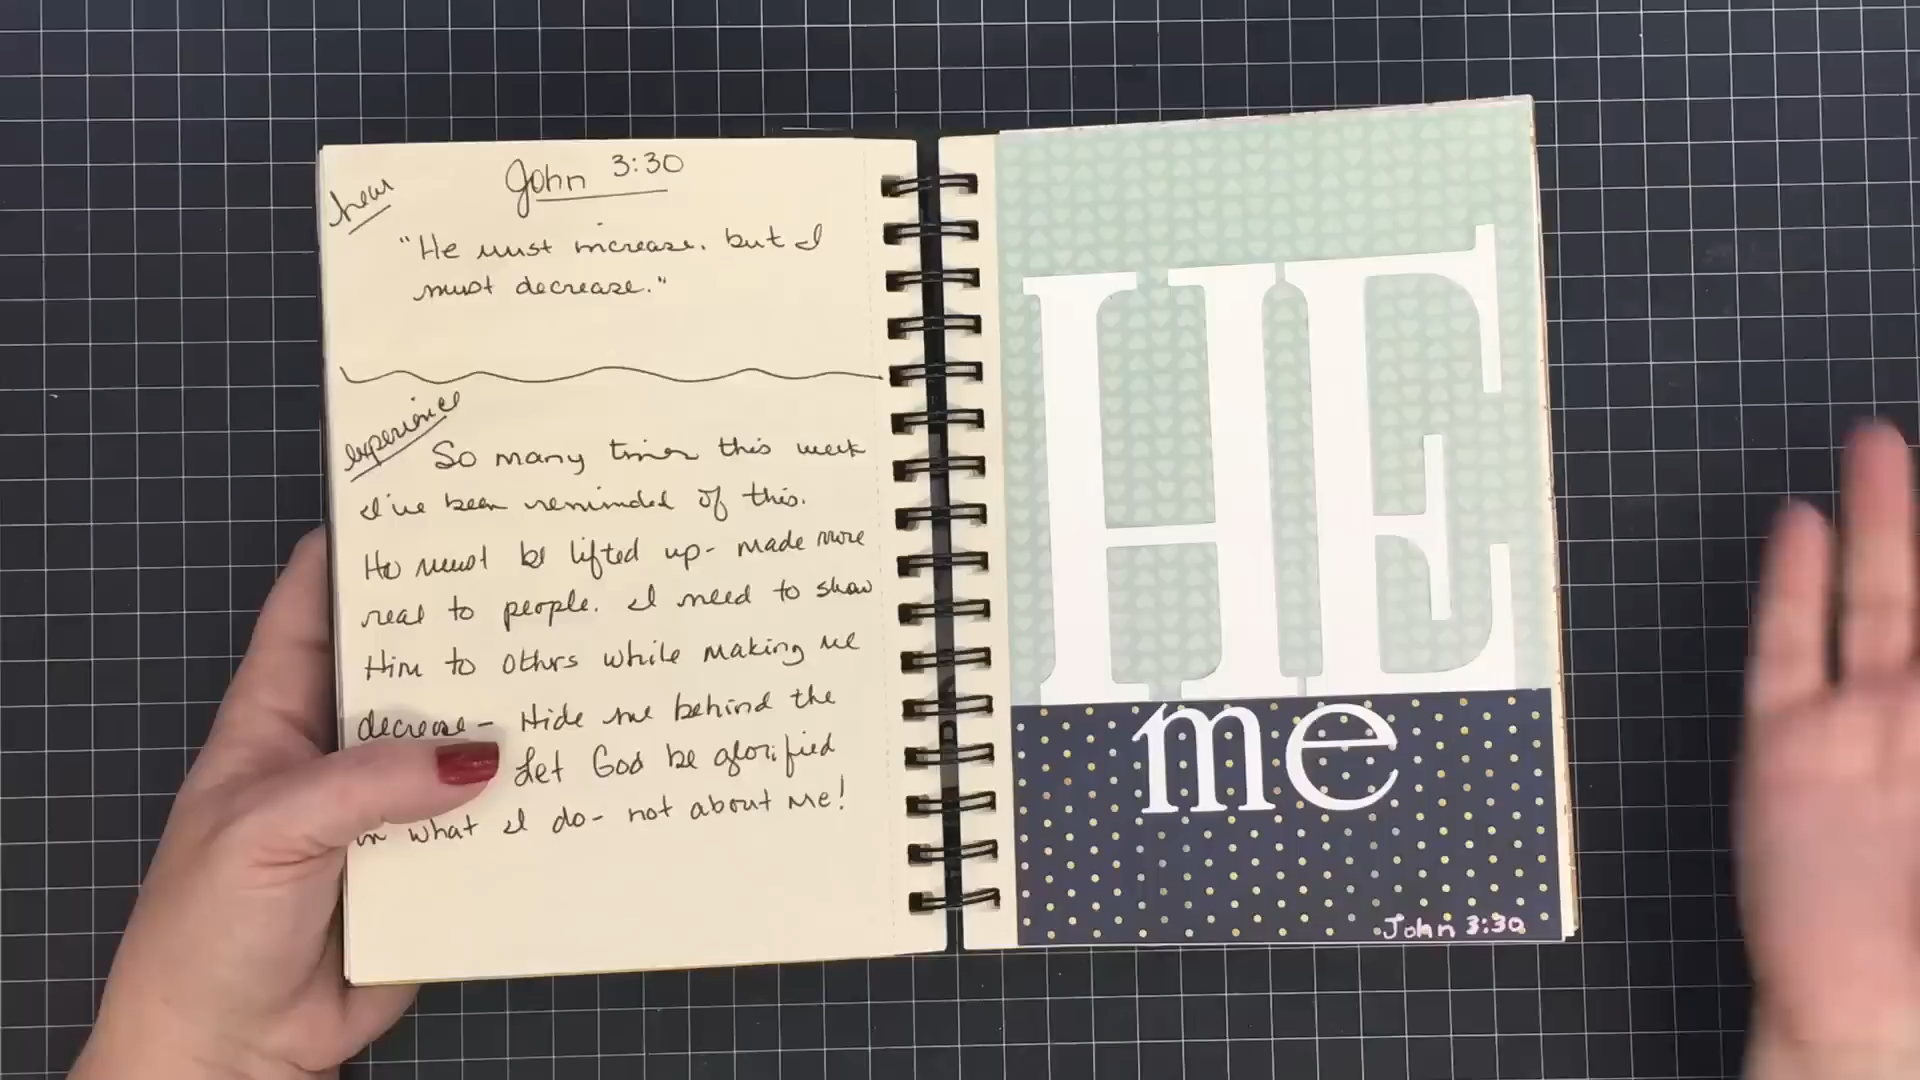 hear
John 3:30
"He must increase. but I
must decrease."
experience
So many times this week
I've been reminded of this.
He must be lifted up- made more
real to people. I need to show
Him to others while making me
decrease- Hide me behind the
Let God be glorified
in what I do- not about me!
HE
me
John 3:30